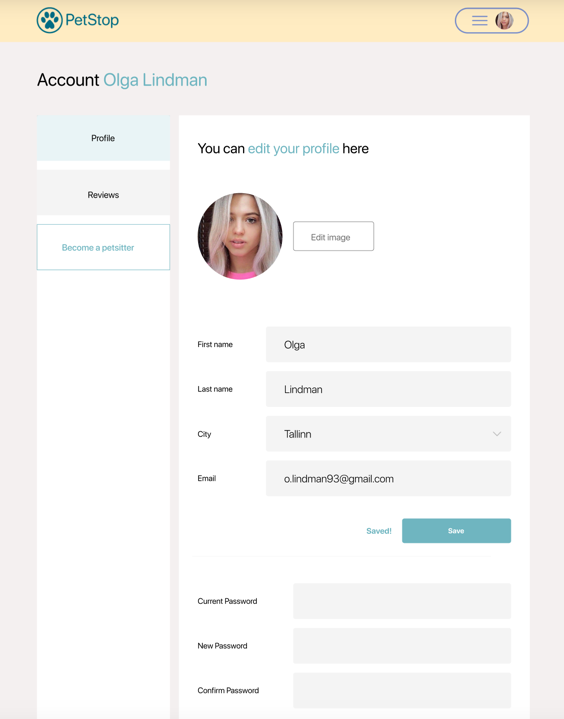 PetStop
Account Olga Lindman
Profile
Reviews
Become a petsitter
You can edit your profile here
Edit image
First name
Olga
Last name
Lindman
City
Tallinn
Email
o.lindman93@gmail.com
Saved!
Save
Current Password
New Password
Confirm Password